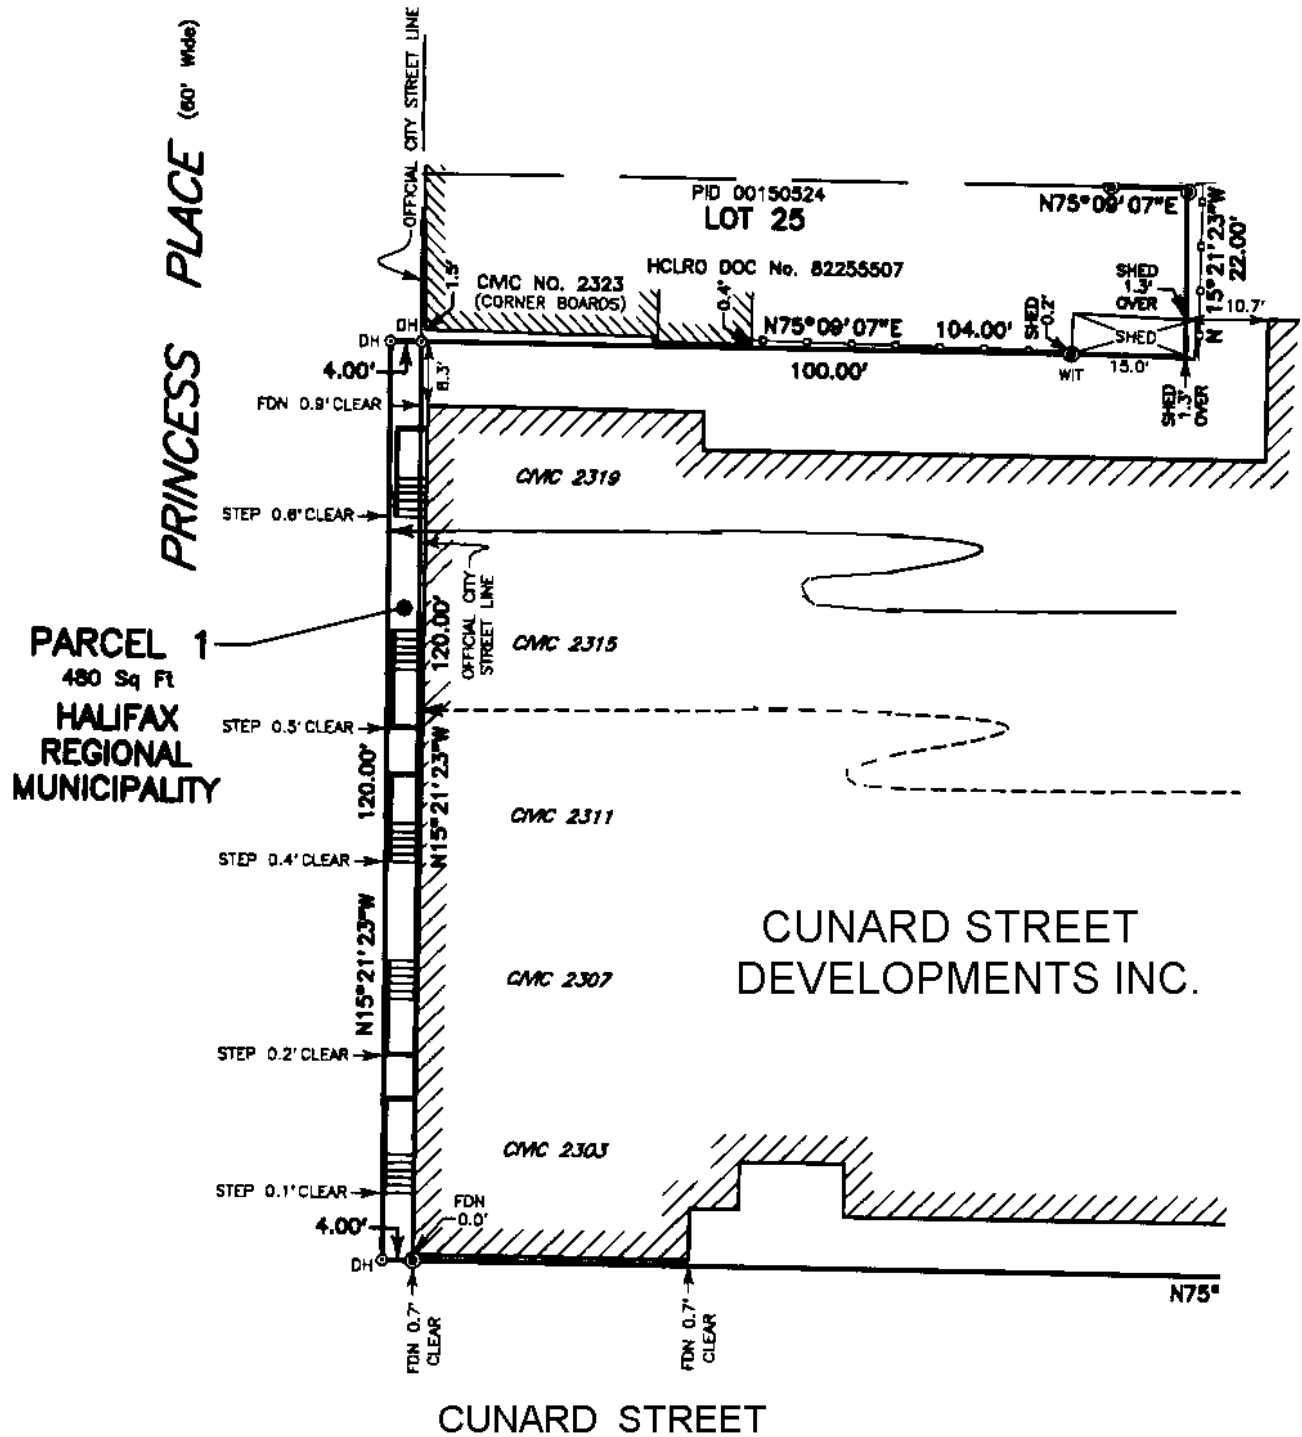 PRINCESS PLACE (60' Wide)
OFFICIAL CITY STREET LINE
PID 00150524
LOT 25
N75°09'07"E
N 15°21'23"W
22.00'
HCLRO DOC No. 82255507
CIVIC NO. 2323
(CORNER BOARDS)
1.5'
0.4'
N75°09'07"E 104.00'
SHED
0.2'
SHED
1.3'
OVER
10.7'
SHED
DH
DH
4.00'
8.3'
100.00'
WIT
15.0'
SHED
1.3'
OVER
FDN 0.9' CLEAR
CIVIC 2319
STEP 0.8' CLEAR
OFFICIAL CITY
STREET LINE
PARCEL 1
480 Sq Ft
HALIFAX
REGIONAL
MUNICIPALITY
120.00'
CIVIC 2315
STEP 0.5' CLEAR
120.00'
N15°21'23"W
CIVIC 2311
STEP 0.4' CLEAR
N15°21'23"W
CUNARD STREET
DEVELOPMENTS INC.
CIVIC 2307
STEP 0.2' CLEAR
CIVIC 2303
STEP 0.1' CLEAR
FDN
0.0'
4.00'
DH
N75°
FDN 0.7'
CLEAR
FDN 0.7'
CLEAR
CUNARD STREET